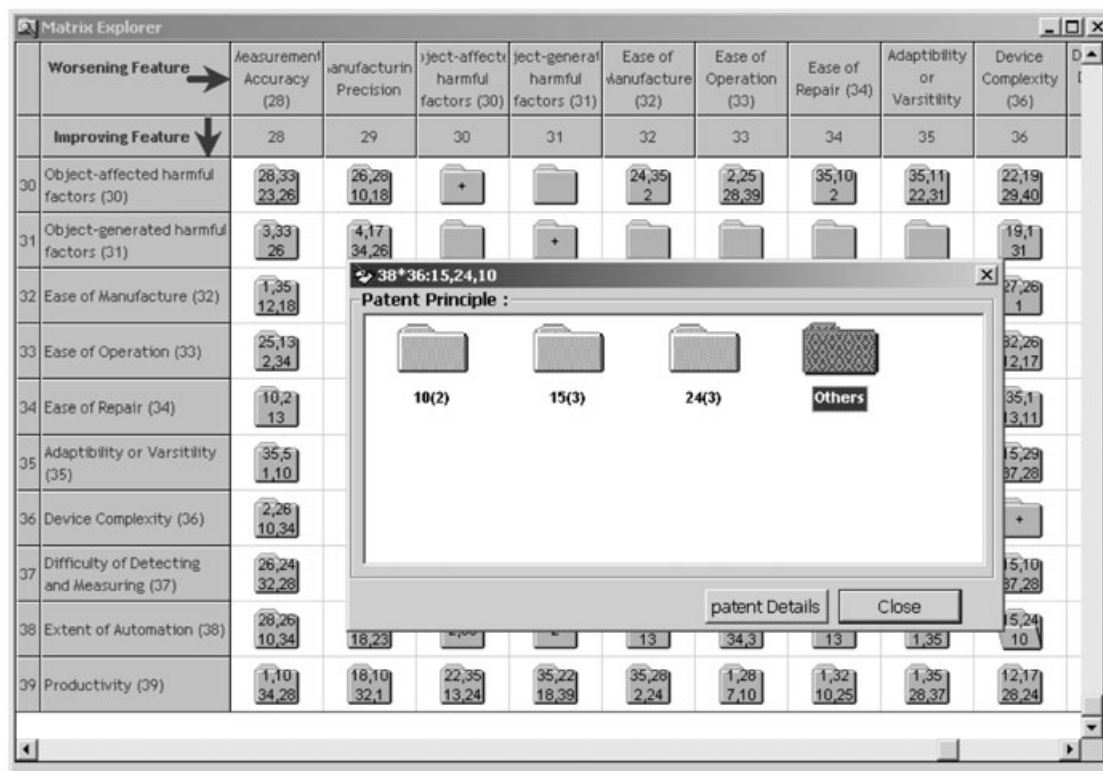 Matrix Explorer
Worsening Feature
Measurement
Accuracy
(28)
anufacturin
Precision
ject-affecte
harmful
factors (30)
ject-general
harmful
factors (31)
Ease of
Manufacture
(32)
Ease of
Operation
(33)
Ease of
Repair (34)
Adaptibility
or
Varsitility
Device
Complexity
(36)
Improving Feature
28
29
30
31
32
33
34
35
36
30
Object-affected harmful
factors (30)
28,33
23,26
26,28
10,18
+
24,35
2
2,25
28,39
35,10
2
35,11
22,31
22,19
29,40
31
Object-generated harmful
factors (31)
3,33
26
4,17
34,26
+
19,1
31
32
Ease of Manufacture (32)
1,35
12,18
27,26
1
33
Ease of Operation (33)
25,13
2,34
32,26
12,17
34
Ease of Repair (34)
10,2
13
35,1
13,11
35
Adaptibility or Varsitility
(35)
35,5
1,10
15,29
37,28
36
Device Complexity (36)
2,26
10,34
+
37
Difficulty of Detecting
and Measuring (37)
26,24
32,28
15,10
37,28
38
Extent of Automation (38)
28,26
10,34
18,23
2
13
34,3
13
1,35
15,24
10
39
Productivity (39)
1,10
34,28
18,10
32,1
22,35
13,24
35,22
18,39
35,28
2,24
1,28
7,10
1,32
10,25
1,35
28,37
12,17
28,24
38*36:15,24,10
Patent Principle :
10(2)
15(3)
24(3)
Others
patent Details
Close